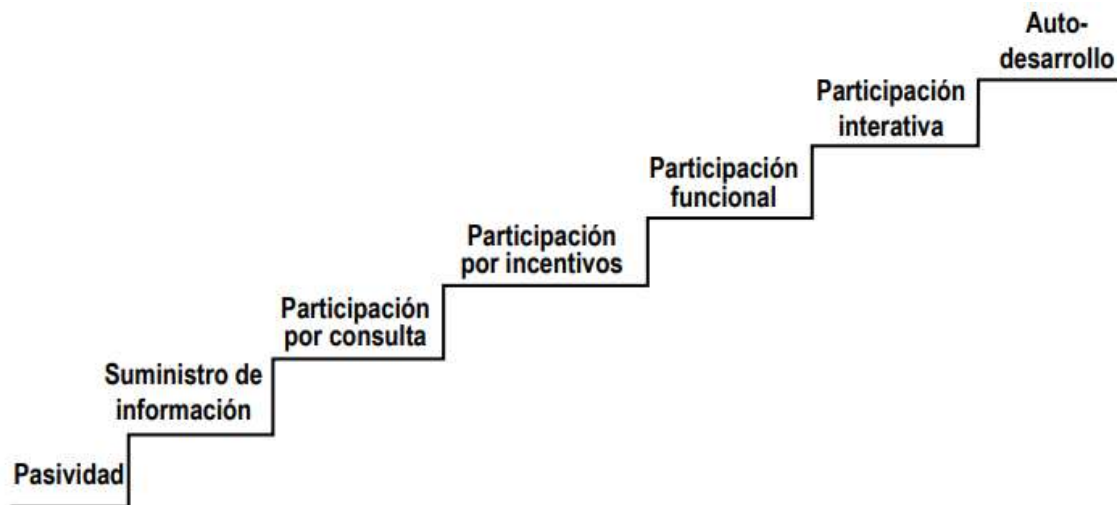 Auto-
desarrollo
Participación
interativa
Participación
funcional
Participación
por incentivos
Participación
por consulta
Suministro de
información
Pasividad